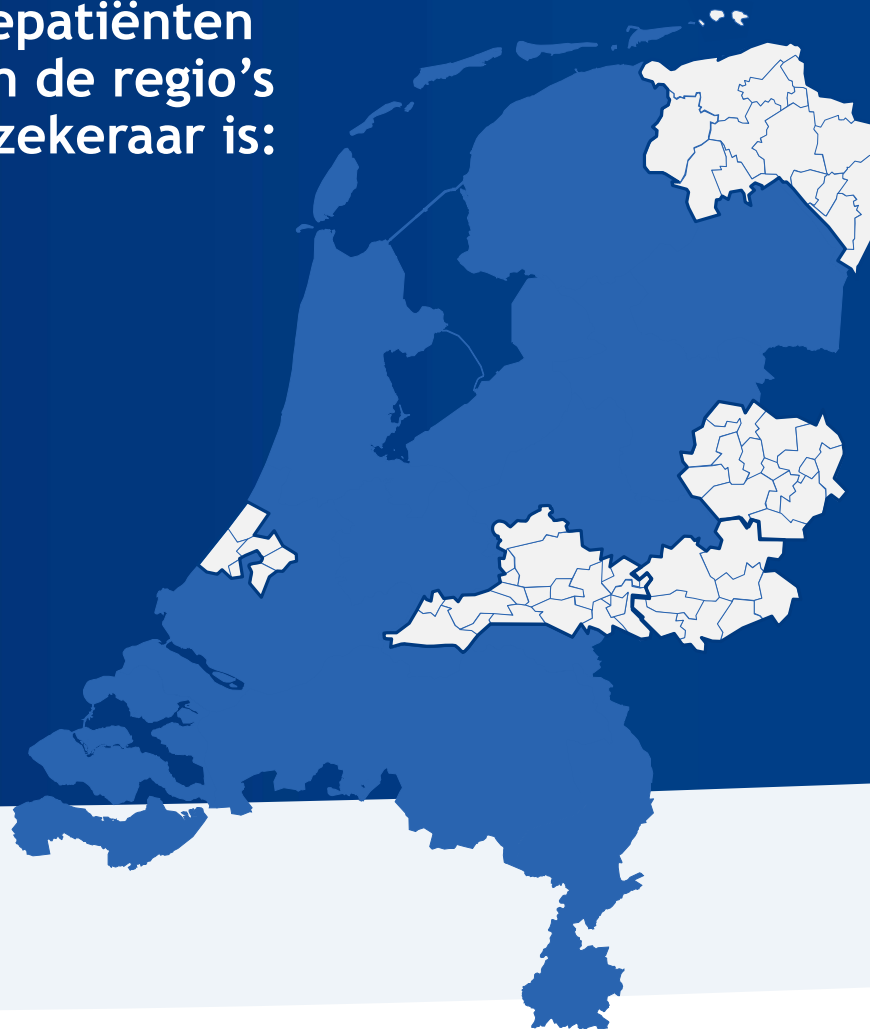 epatiënten
n de regio’s
zekeraar is: